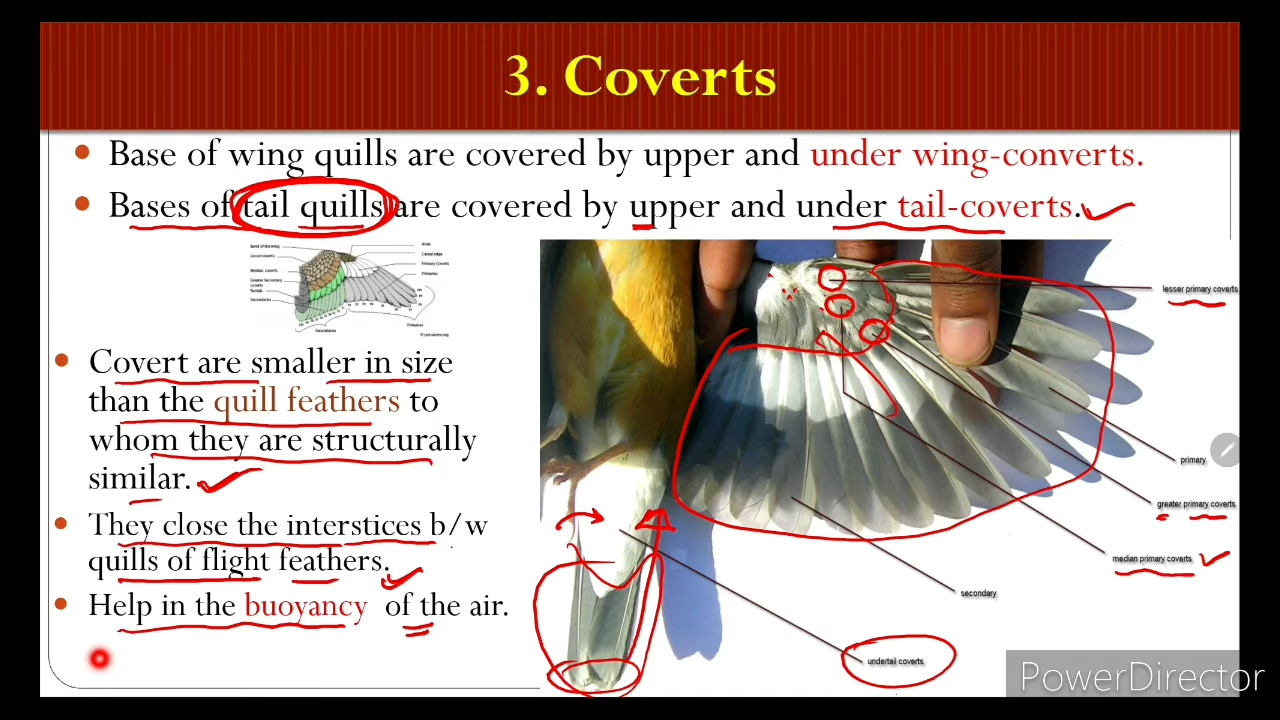 3. Coverts
Base of wing quills are covered by upper and under wing-converts.
Bases of tail quills are covered by upper and under tail-coverts.
Band of the wing
Lesser coverts
Median coverts
Greater Secondary
coverts
Tertials
Secondaries
Alula
Carpal edge
Primary Coverts
Primaries
Secondaries
Primaries
Covert are smaller in size
than the quill feathers to
whom they are structurally
similar.
They close the interstices b/w
quills of flight feathers.
Help in the buoyancy of the air.
lesser primary coverts
primary
greater primary coverts
median primary coverts
secondary
undertail coverts
PowerDirector